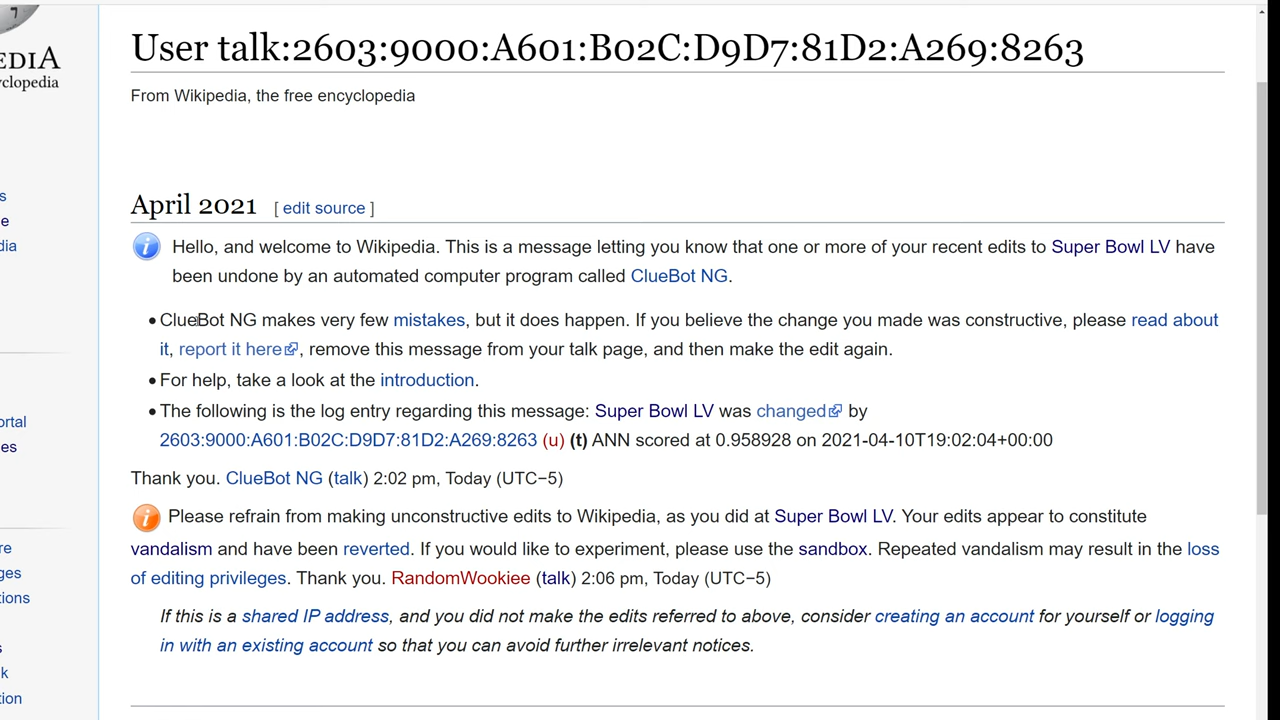 7
EDIA
yclopedia
User talk:2603:9000:A601:B02C:D9D7:81D2:A269:8263
From Wikipedia, the free encyclopedia
April 2021 [ edit source ]
s
e
dia
Hello, and welcome to Wikipedia. This is a message letting you know that one or more of your recent edits to Super Bowl LV have
been undone by an automated computer program called ClueBot NG.
• ClueBot NG makes very few mistakes, but it does happen. If you believe the change you made was constructive, please read about
it, report it here, remove this message from your talk page, and then make the edit again.
• For help, take a look at the introduction.
• The following is the log entry regarding this message: Super Bowl LV was changed by
2603:9000:A601:B02C:D9D7:81D2:A269:8263 (u) (t) ANN scored at 0.958928 on 2021-04-10T19:02:04+00:00
ortal
es
Thank you. ClueBot NG (talk) 2:02 pm, Today (UTC−5)
Please refrain from making unconstructive edits to Wikipedia, as you did at Super Bowl LV. Your edits appear to constitute
vandalism and have been reverted. If you would like to experiment, please use the sandbox. Repeated vandalism may result in the loss
of editing privileges. Thank you. RandomWookiee (talk) 2:06 pm, Today (UTC−5)
re
ges
tions
If this is a shared IP address, and you did not make the edits referred to above, consider creating an account for yourself or logging
in with an existing account so that you can avoid further irrelevant notices.
s
k
tion